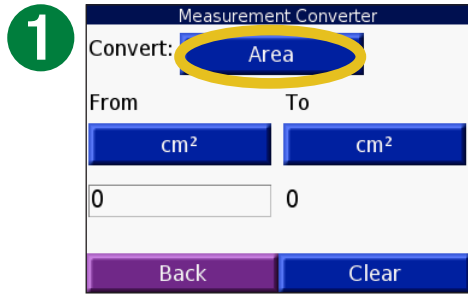 1
Measurement Converter
Convert: Area
From To
cm² cm²
0 0
Back Clear